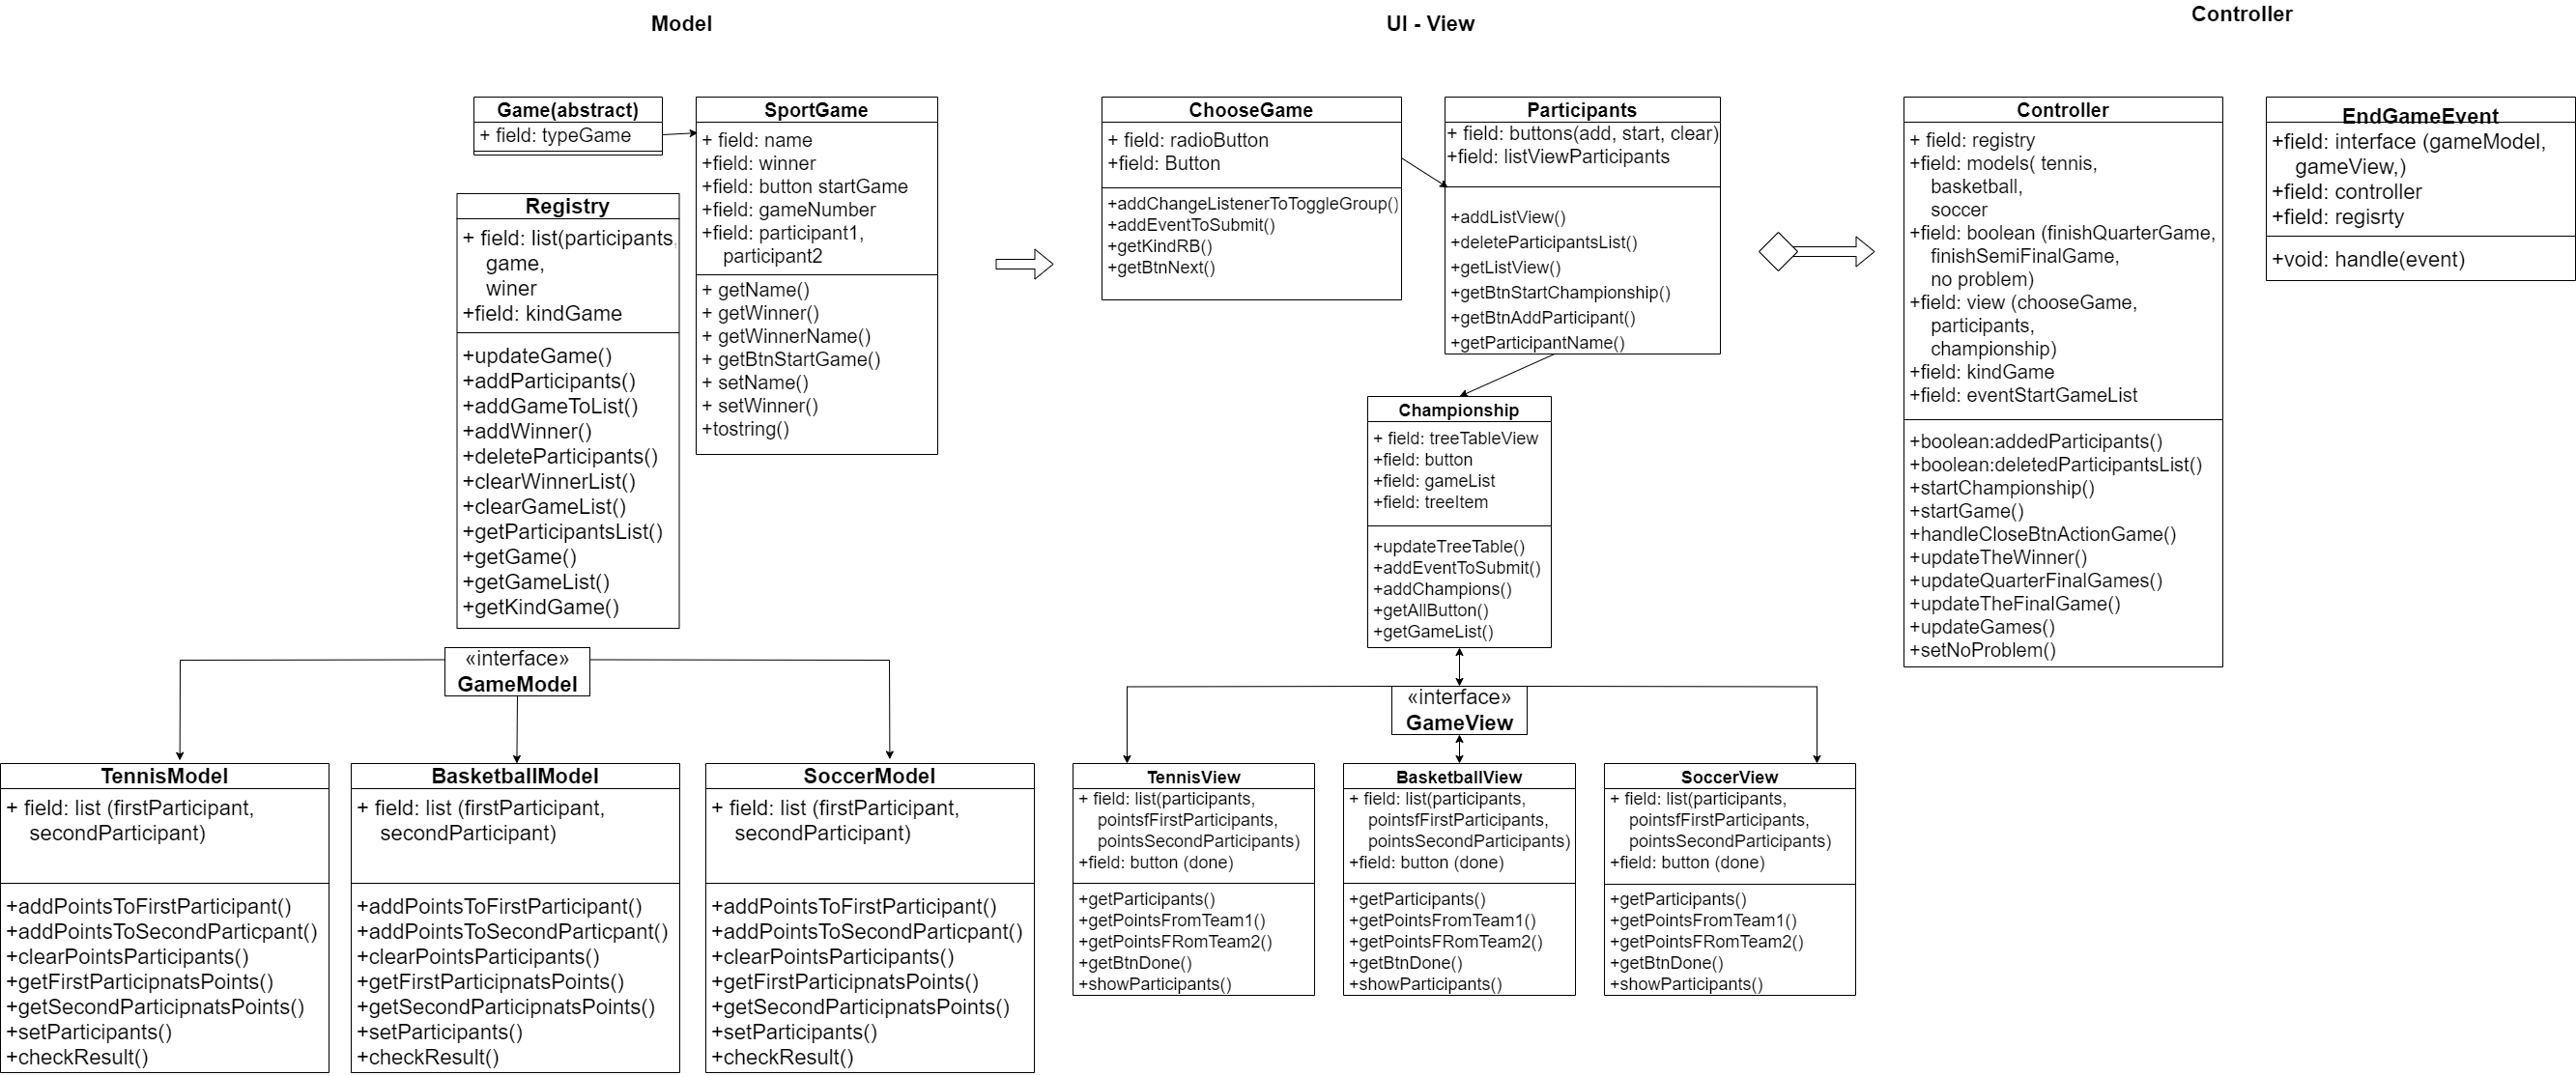 Model
UI - View
Controller
Game(abstract)
+ field: typeGame
SportGame
+ field: name
+field: winner
+field: button startGame
+field: gameNumber
+field: participant1,
participant2
+ getName()
+ getWinner()
+ getWinnerName()
+ getBtnStartGame()
+ setName()
+ setWinner()
+tostring()
Registry
+ field: list(participants,
game,
winer
+field: kindGame
+updateGame()
+addParticipants()
+addGameToList()
+addWinner()
+deleteParticipants()
+clearWinnerList()
+clearGameList()
+getParticipantsList()
+getGame()
+getGameList()
+getKindGame()
«interface»
GameModel
TennisModel
+ field: list (firstParticipant,
secondParticipant)
+addPointsToFirstParticipant()
+addPointsToSecondParticpant()
+clearPointsParticipants()
+getFirstParticipnatsPoints()
+getSecondParticipnatsPoints()
+setParticipants()
+checkResult()
BasketballModel
+ field: list (firstParticipant,
secondParticipant)
+addPointsToFirstParticipant()
+addPointsToSecondParticpant()
+clearPointsParticipants()
+getFirstParticipnatsPoints()
+getSecondParticipnatsPoints()
+setParticipants()
+checkResult()
SoccerModel
+ field: list (firstParticipant,
secondParticipant)
+addPointsToFirstParticipant()
+addPointsToSecondParticpant()
+clearPointsParticipants()
+getFirstParticipnatsPoints()
+getSecondParticipnatsPoints()
+setParticipants()
+checkResult()
ChooseGame
+ field: radioButton
+field: Button
+addChangeListenerToToggleGroup()
+addEventToSubmit()
+getKindRB()
+getBtnNext()
Participants
+ field: buttons(add, start, clear)
+field: listViewParticipants
+addListView()
+deleteParticipantsList()
+getListView()
+getBtnStartChampionship()
+getBtnAddParticipant()
+getParticipantName()
Championship
+ field: treeTableView
+field: button
+field: gameList
+field: treeItem
+updateTreeTable()
+addEventToSubmit()
+addChampions()
+getAllButton()
+getGameList()
«interface»
GameView
TennisView
+ field: list(participants,
pointsfFirstParticipants,
pointsSecondParticipants)
+field: button (done)
+getParticipants()
+getPointsFromTeam1()
+getPointsFRomTeam2()
+getBtnDone()
+showParticipants()
BasketballView
+ field: list(participants,
pointsfFirstParticipants,
pointsSecondParticipants)
+field: button (done)
+getParticipants()
+getPointsFromTeam1()
+getPointsFRomTeam2()
+getBtnDone()
+showParticipants()
SoccerView
+ field: list(participants,
pointsfFirstParticipants,
pointsSecondParticipants)
+field: button (done)
+getParticipants()
+getPointsFromTeam1()
+getPointsFRomTeam2()
+getBtnDone()
+showParticipants()
Controller
+ field: registry
+field: models( tennis,
basketball,
soccer
+field: boolean (finishQuarterGame,
finishSemiFinalGame,
no problem)
+field: view (chooseGame,
participants,
championship)
+field: kindGame
+field: eventStartGameList
+boolean:addedParticipants()
+boolean:deletedParticipantsList()
+startChampionship()
+startGame()
+handleCloseBtnActionGame()
+updateTheWinner()
+updateQuarterFinalGames()
+updateTheFinalGame()
+updateGames()
+setNoProblem()
EndGameEvent
+field: interface (gameModel,
gameView,)
+field: controller
+field: regisrty
+void: handle(event)